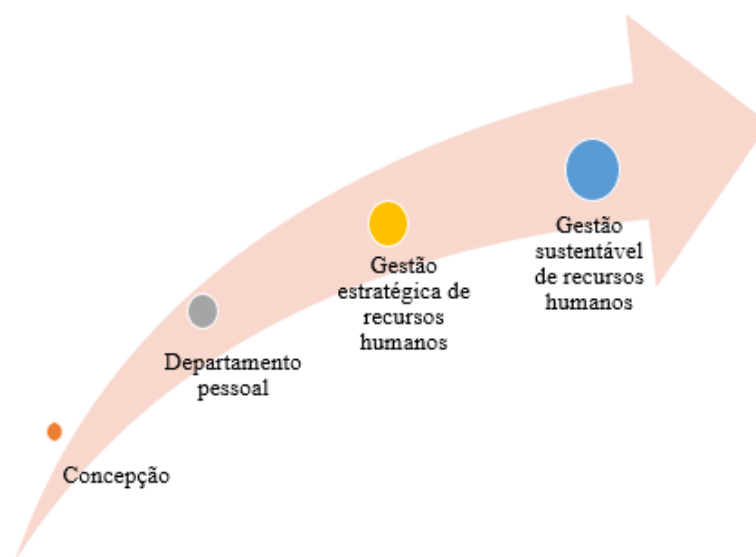 Concepção
Departamento
pessoal
Gestão
estratégica de
recursos
humanos
Gestão
sustentável
de recursos
humanos